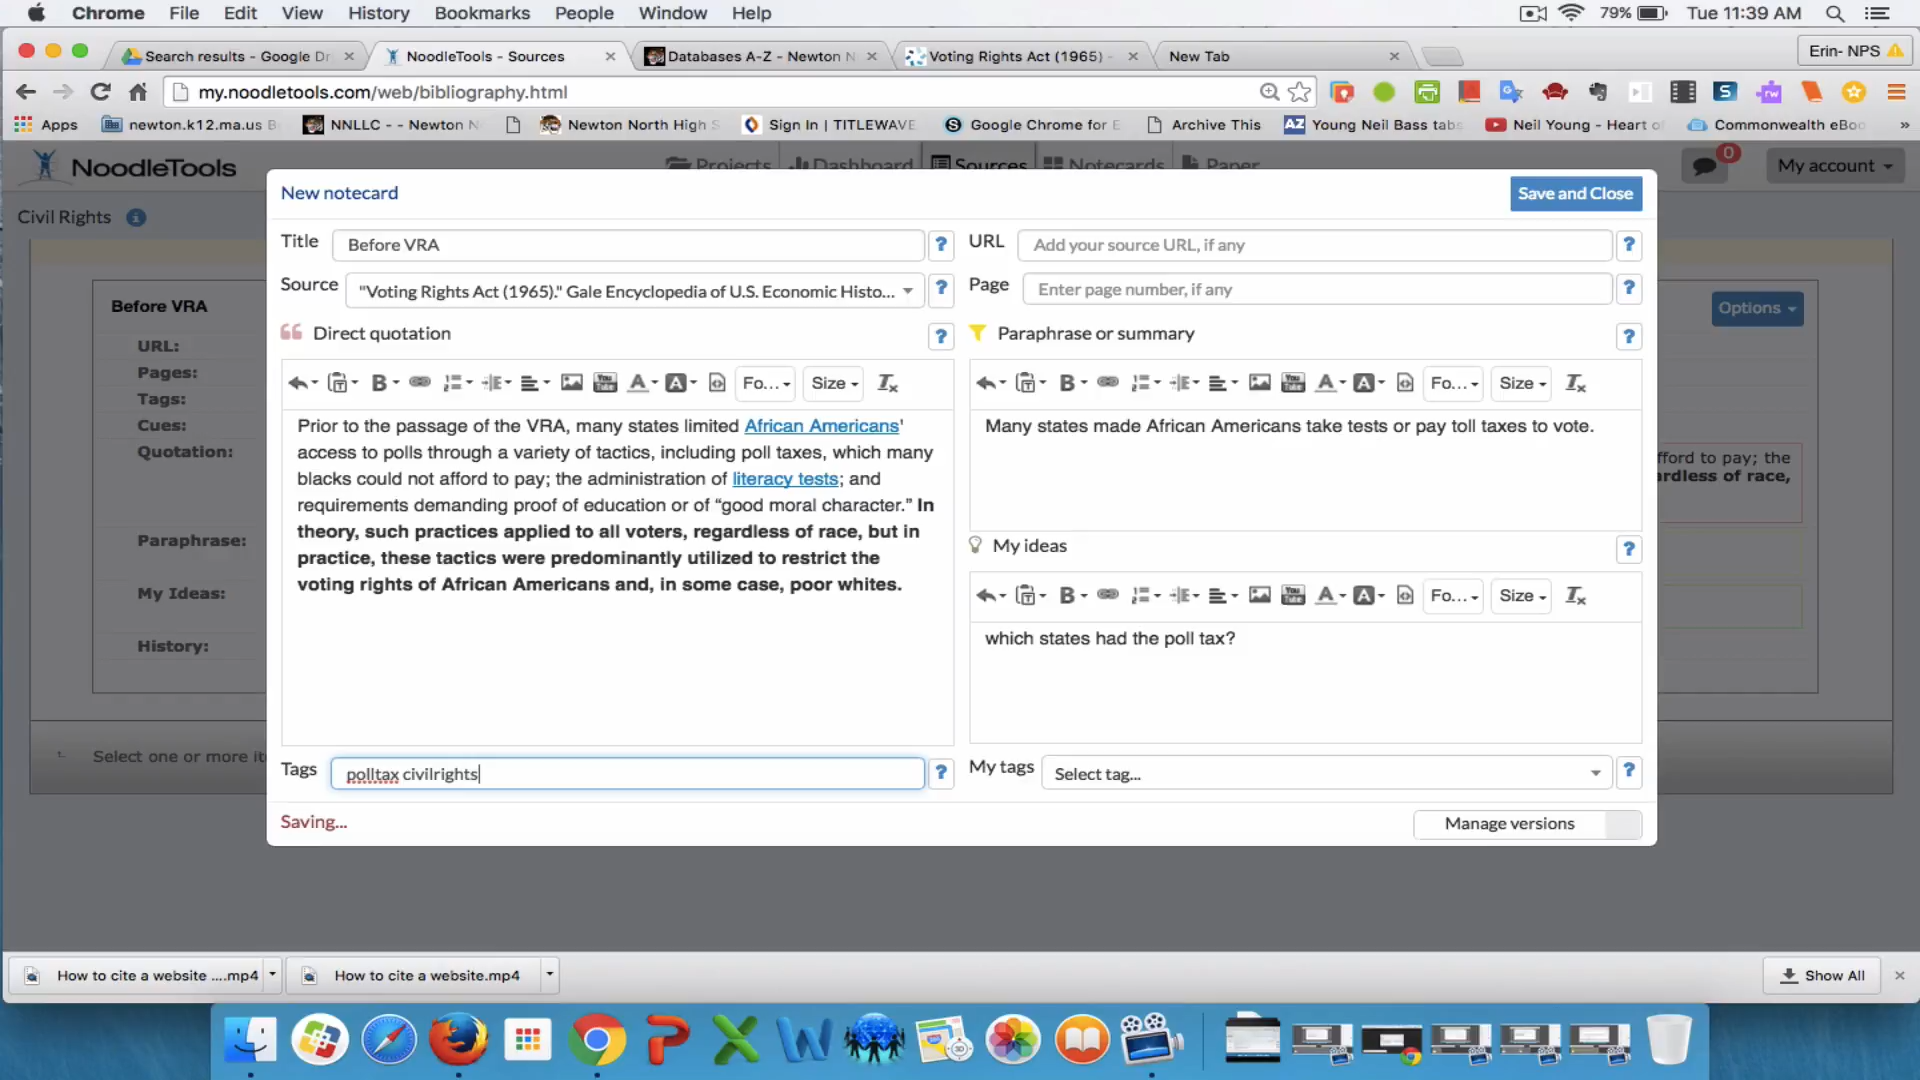 Chrome File Edit View History Bookmarks People Window Help 79% Tue 11:39 AM
Search results - Google Dr NoodleTools - Sources Databases A-Z - Newton N Voting Rights Act (1965) - New Tab Erin- NPS
my.noodletools.com/web/bibliography.html
Apps newton.k12.ma.us B NNLLC - - Newton N Newton North High S Sign In | TITLEWAVE Google Chrome for E Archive This AZ Young Neil Bass tabs Neil Young - Heart of Commonwealth eBoo »
NoodleTools Projects Dashboard Sources Notecards Paper 0 My account
Civil Rights
New notecard Save and Close
Title Before VRA ? URL Add your source URL, if any ?
Source "Voting Rights Act (1965)." Gale Encyclopedia of U.S. Economic Histo... ? Page Enter page number, if any ?
Direct quotation ? Paraphrase or summary ?
Fo... Size Fo... Size
Prior to the passage of the VRA, many states limited African Americans'
access to polls through a variety of tactics, including poll taxes, which many
blacks could not afford to pay; the administration of literacy tests; and
requirements demanding proof of education or of “good moral character.” In
theory, such practices applied to all voters, regardless of race, but in
practice, these tactics were predominantly utilized to restrict the
voting rights of African Americans and, in some case, poor whites.
Many states made African Americans take tests or pay toll taxes to vote.
My ideas ?
Fo... Size
which states had the poll tax?
Tags polltax civilrights ? My tags Select tag... ?
Saving... Manage versions
Before VRA Options
URL:
Pages:
Tags:
Cues:
Quotation: fford to pay; the
rdless of race,
Paraphrase:
My Ideas:
History:
Select one or more ite
How to cite a website ....mp4 How to cite a website.mp4 Show All